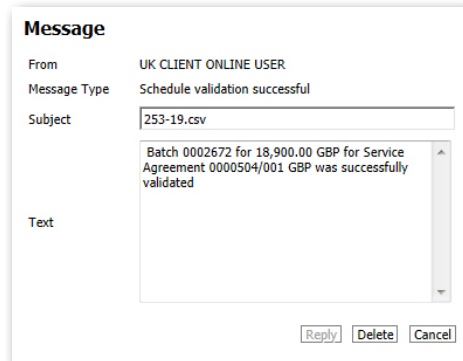 Message
From UK CLIENT ONLINE USER
Message Type Schedule validation successful
Subject 253-19.csv
Batch 0002672 for 18,900.00 GBP for Service
Agreement 0000504/001 GBP was successfully
validated
Text
Reply Delete Cancel